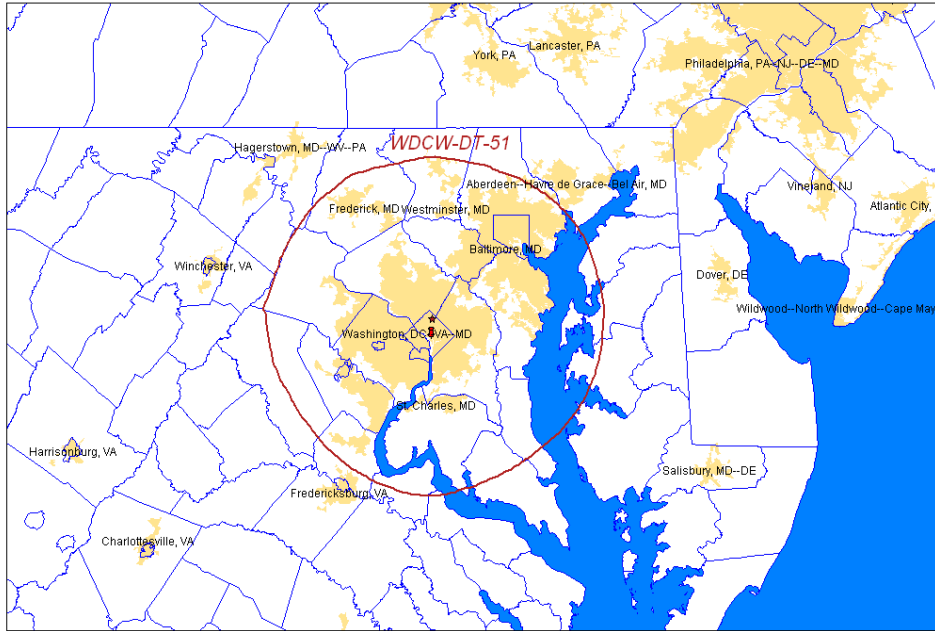 Lancaster, PA
York, PA
Philadelphia, PA--NJ--DE--MD
WDCW-DT-51
Hagerstown, MD--WV--PA
Aberdeen--Havre de Grace--Bel Air, MD
Vineland, NJ
Frederick, MD
Westminster, MD
Atlantic City,
Baltimore, MD
Winchester, VA
Dover, DE
Wildwood--North Wildwood--Cape May
Washington, DC--VA--MD
St. Charles, MD
Harrisonburg, VA
Salisbury, MD--DE
Fredericksburg, VA
Charlottesville, VA